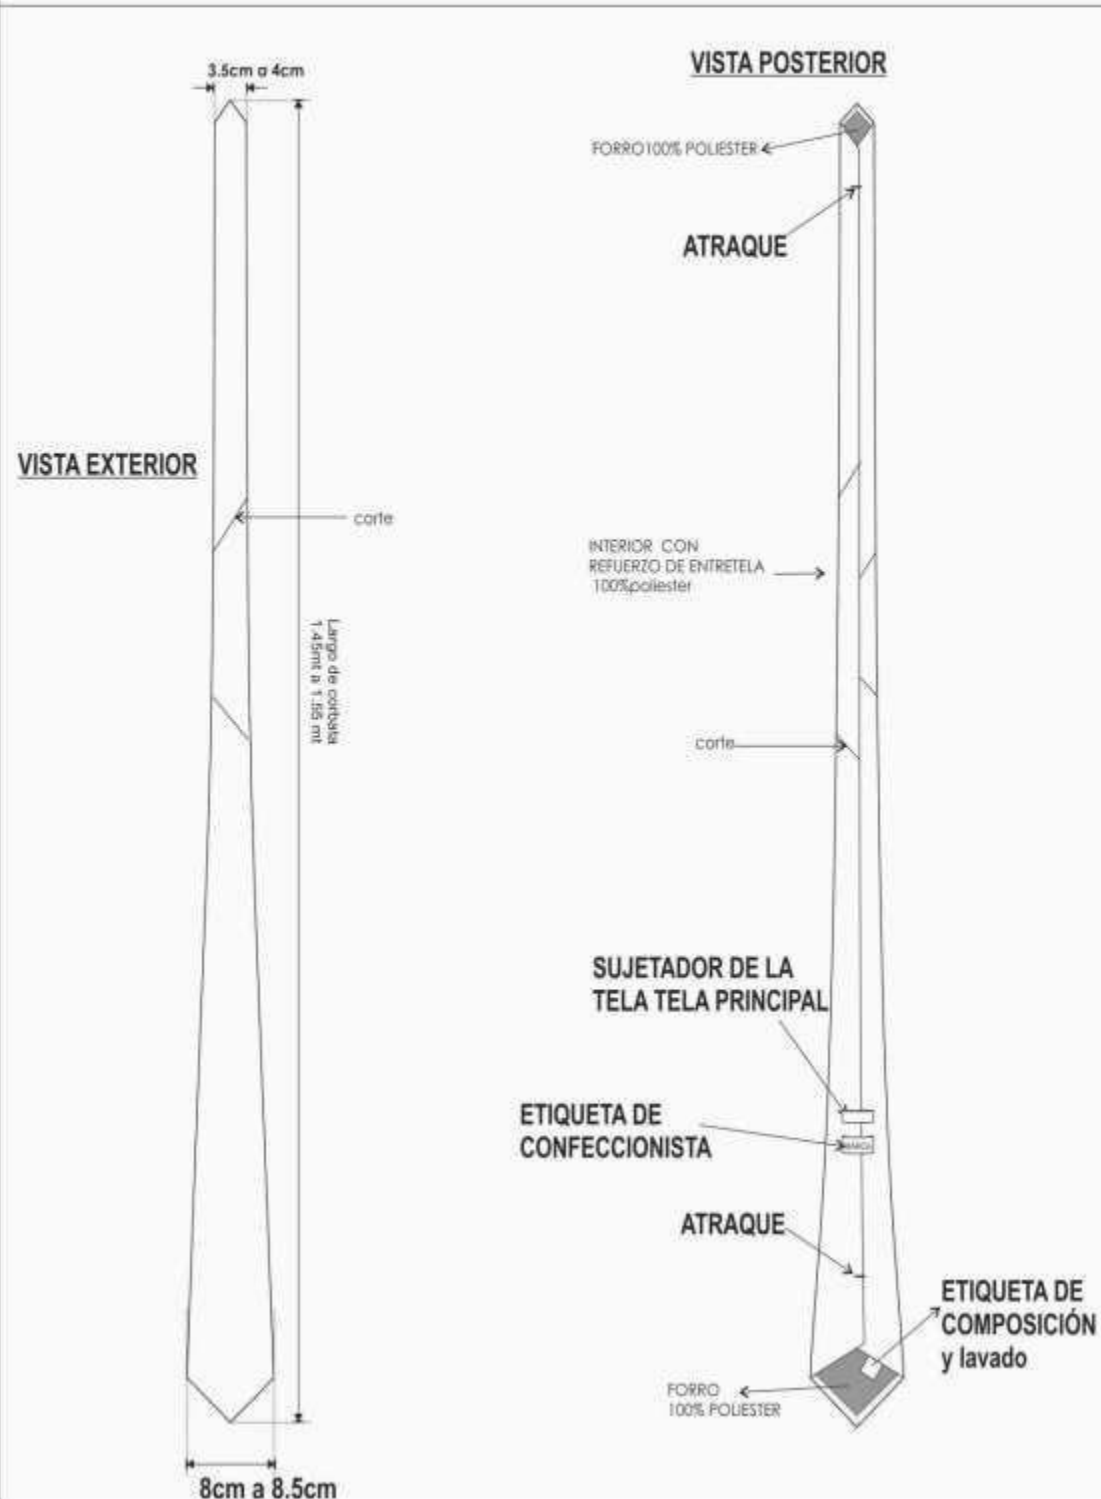 3.5cm a 4cm
VISTA EXTERIOR
corte
Largo de corbata
1.45mt a 1.55 mt
8cm a 8.5cm
VISTA POSTERIOR
FORRO100% POLIESTER
ATRAQUE
INTERIOR CON
REFUERZO DE ENTRETELA
100%poliester
corte
SUJETADOR DE LA
TELA TELA PRINCIPAL
ETIQUETA DE
CONFECCIONISTA
MARCA
ATRAQUE
ETIQUETA DE
COMPOSICIÓN
y lavado
FORRO
100% POLIESTER